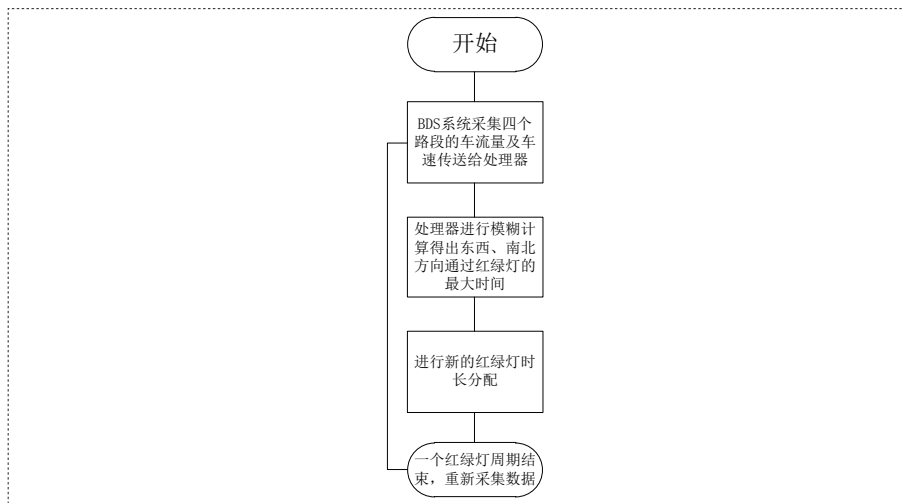 开始
BDS系统采集四个
路段的车流量及车
速传送给处理器
处理器进行模糊计
算得出东西、南北
方向通过红绿灯的
最大时间
进行新的红绿灯时
长分配
一个红绿灯周期结
束，重新采集数据